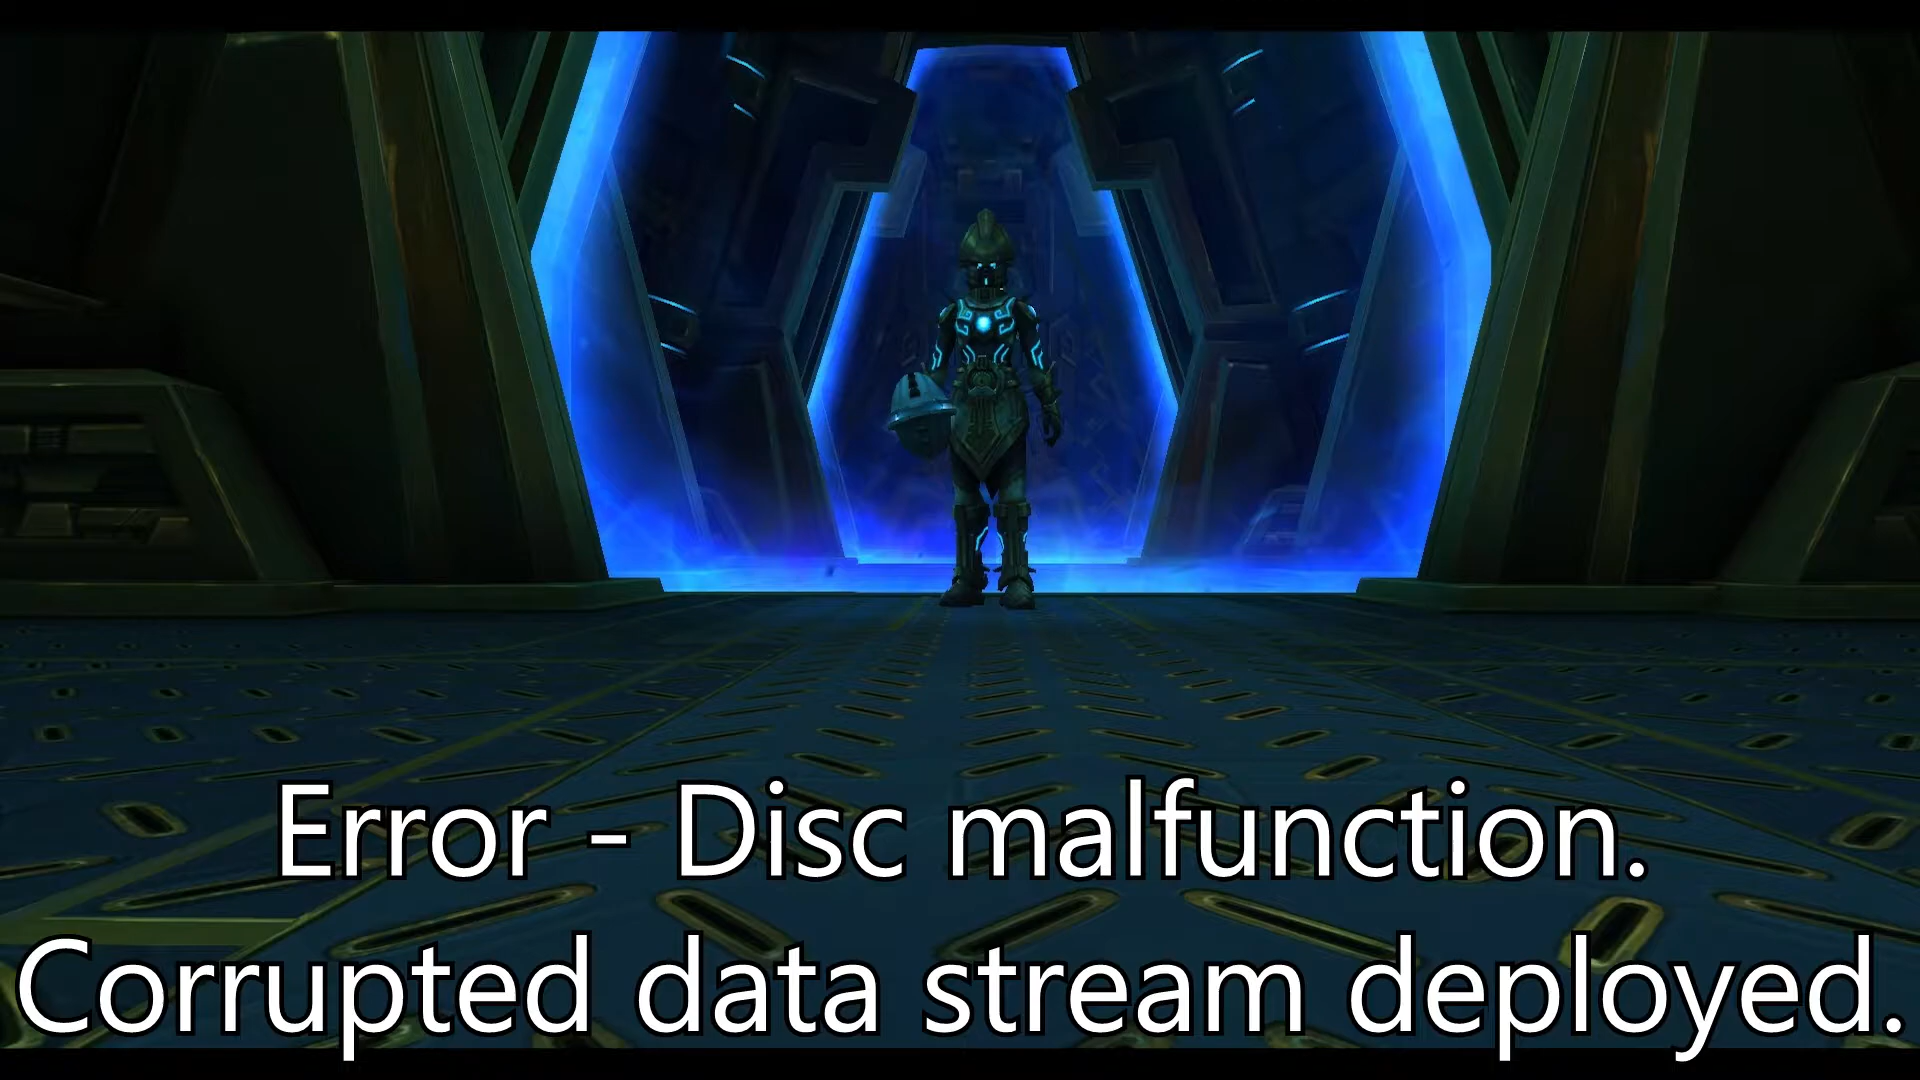 Error - Disc malfunction.
Corrupted data stream deployed.